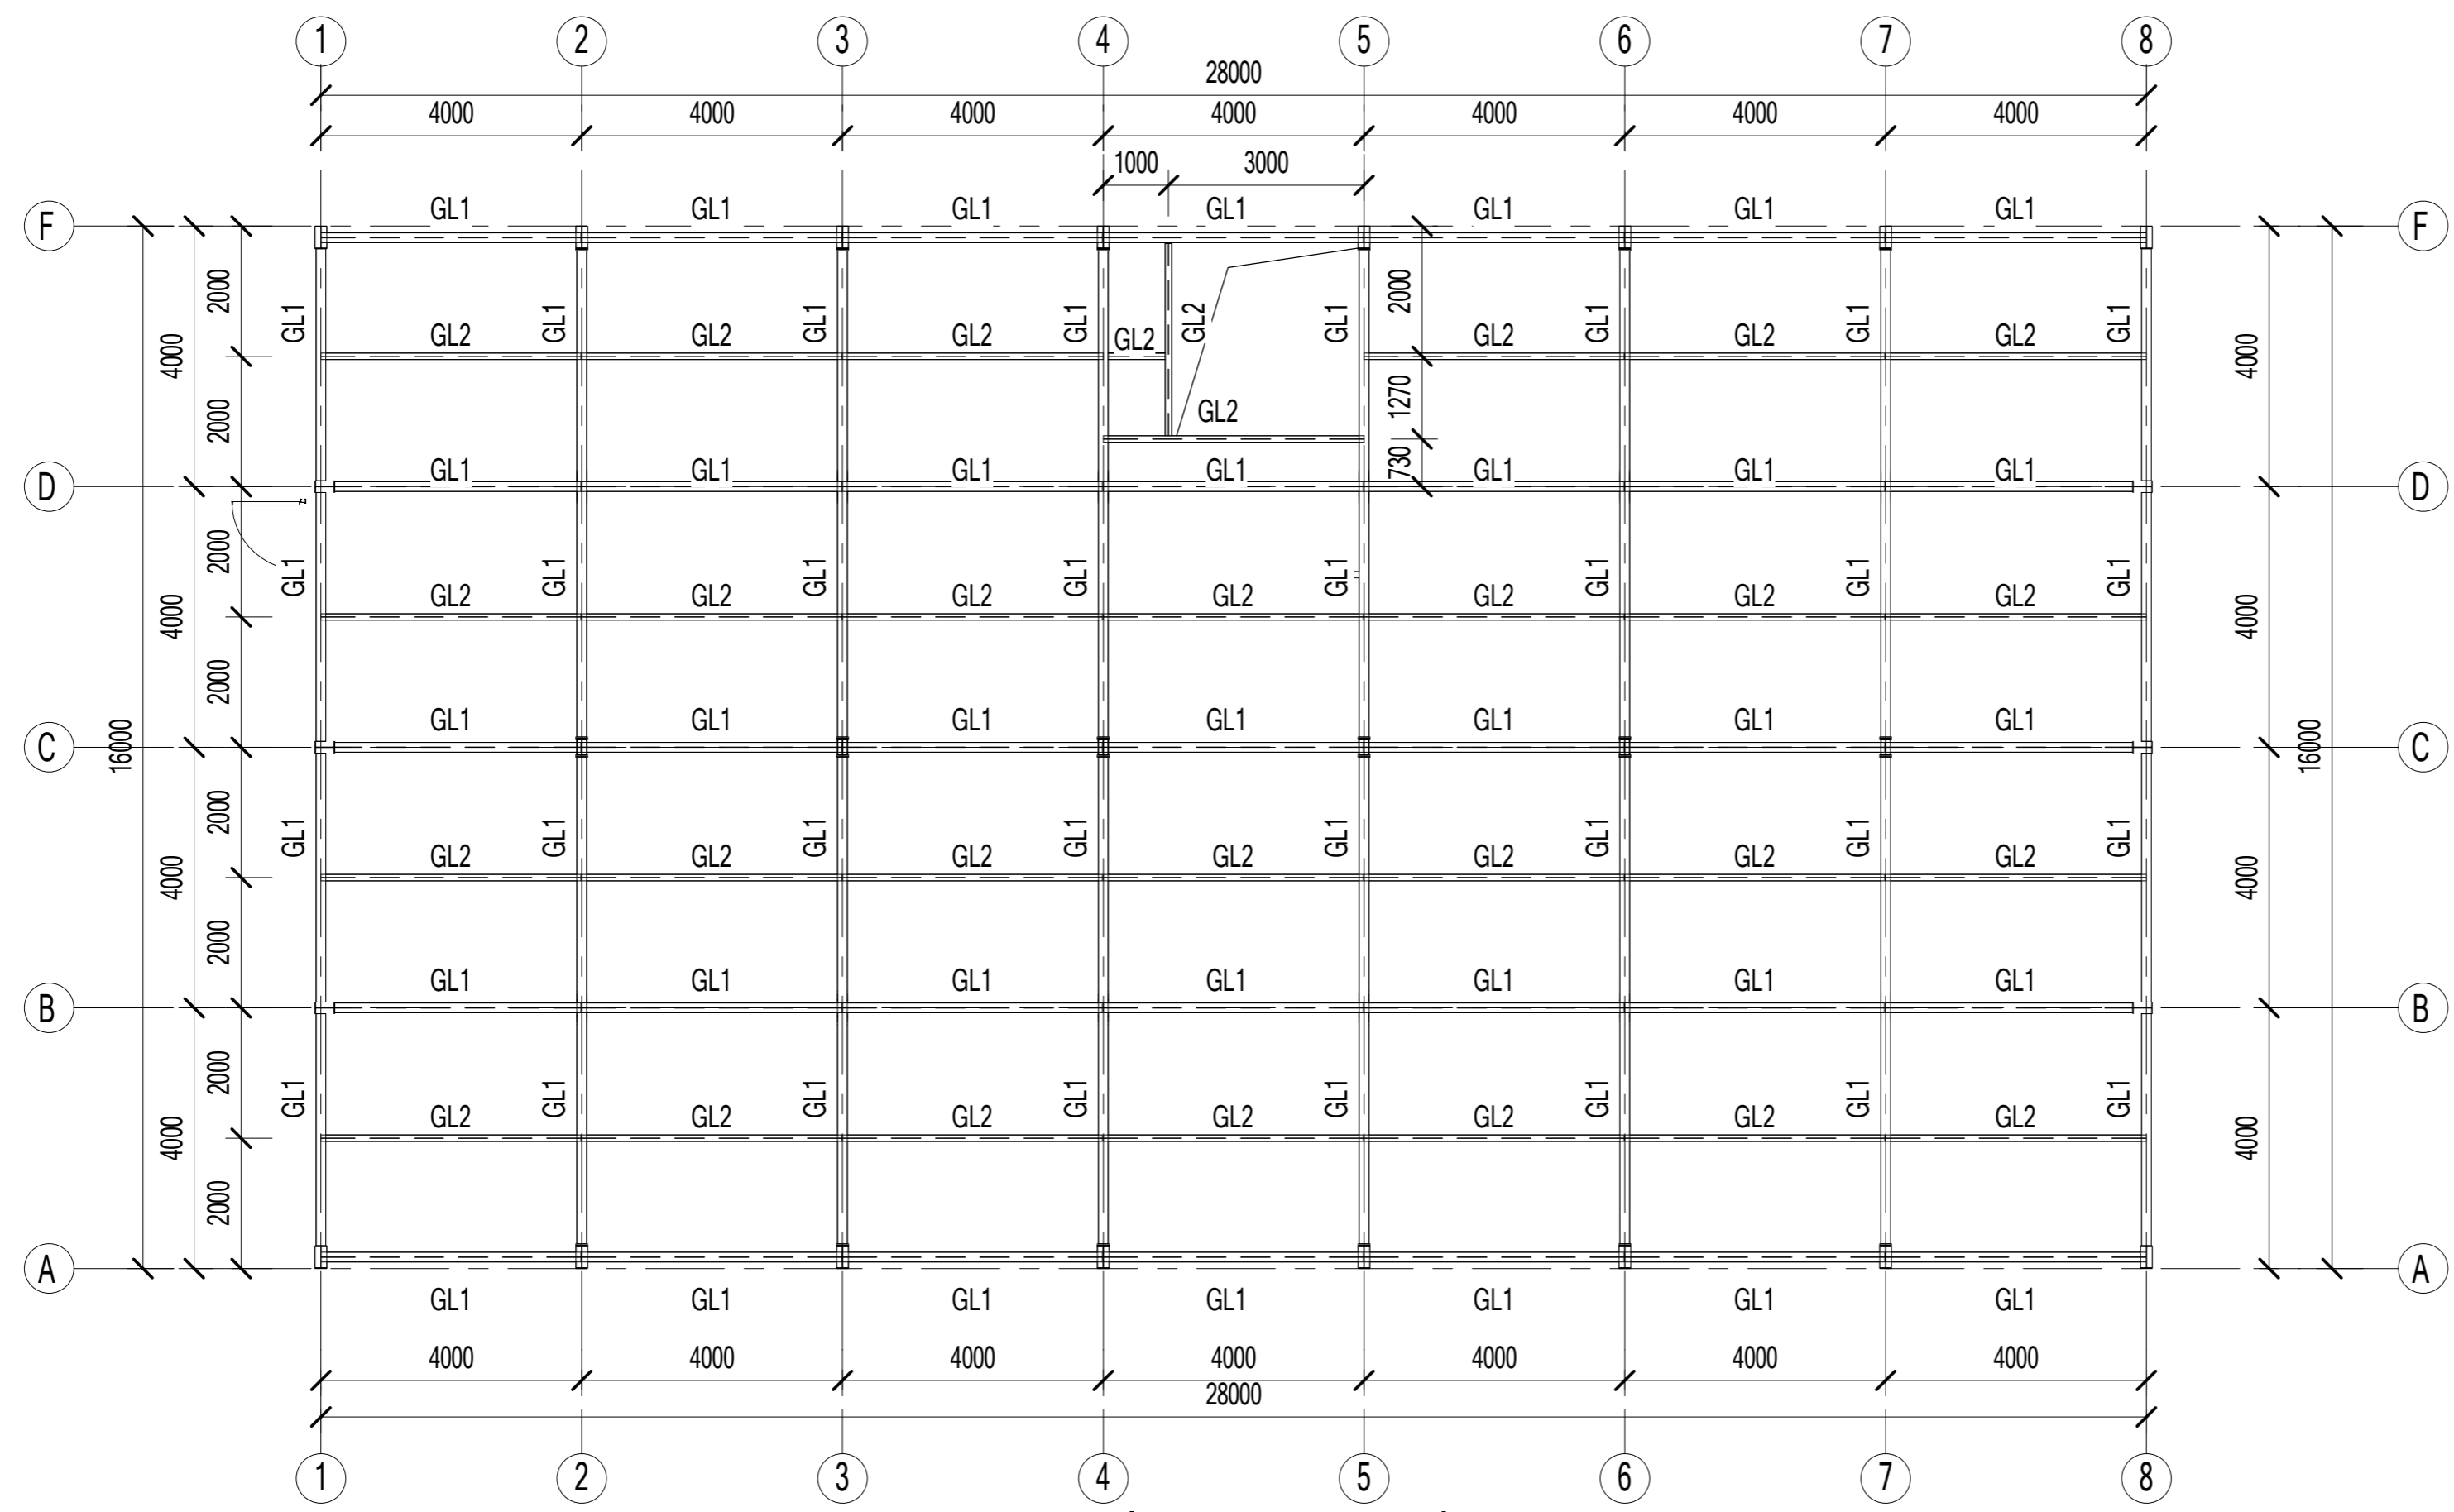 1 2 3 4 5 6 7 8
28000
4000 4000 4000 4000 4000 4000 4000
1000 3000
GL1 GL1 GL1 GL1 GL1 GL1 GL1
F F
2000 GL1 GL1 GL1 GL1 GL2 GL1 2000 GL1 GL1 GL1
4000 GL2 GL2 GL2 GL2 GL2 GL2 GL2 4000
2000 GL2 1270
GL1 GL1 GL1 GL1 730 GL1 GL1 GL1
D D
2000 GL1 GL1 GL1 GL1 GL1 GL1 GL1 GL1
4000 GL2 GL2 GL2 GL2 GL2 GL2 GL2 4000
2000
GL1 GL1 GL1 GL1 GL1 GL1 GL1
C 16000 16000 C
2000 GL1 GL1 GL1 GL1 GL1 GL1 GL1 GL1
4000 GL2 GL2 GL2 GL2 GL2 GL2 GL2 4000
2000
GL1 GL1 GL1 GL1 GL1 GL1 GL1
B B
2000 GL1 GL1 GL1 GL1 GL1 GL1 GL1 GL1
4000 GL2 GL2 GL2 GL2 GL2 GL2 GL2 4000
2000
A A
GL1 GL1 GL1 GL1 GL1 GL1 GL1
4000 4000 4000 4000 4000 4000 4000
28000
1 2 3 4 5 6 7 8